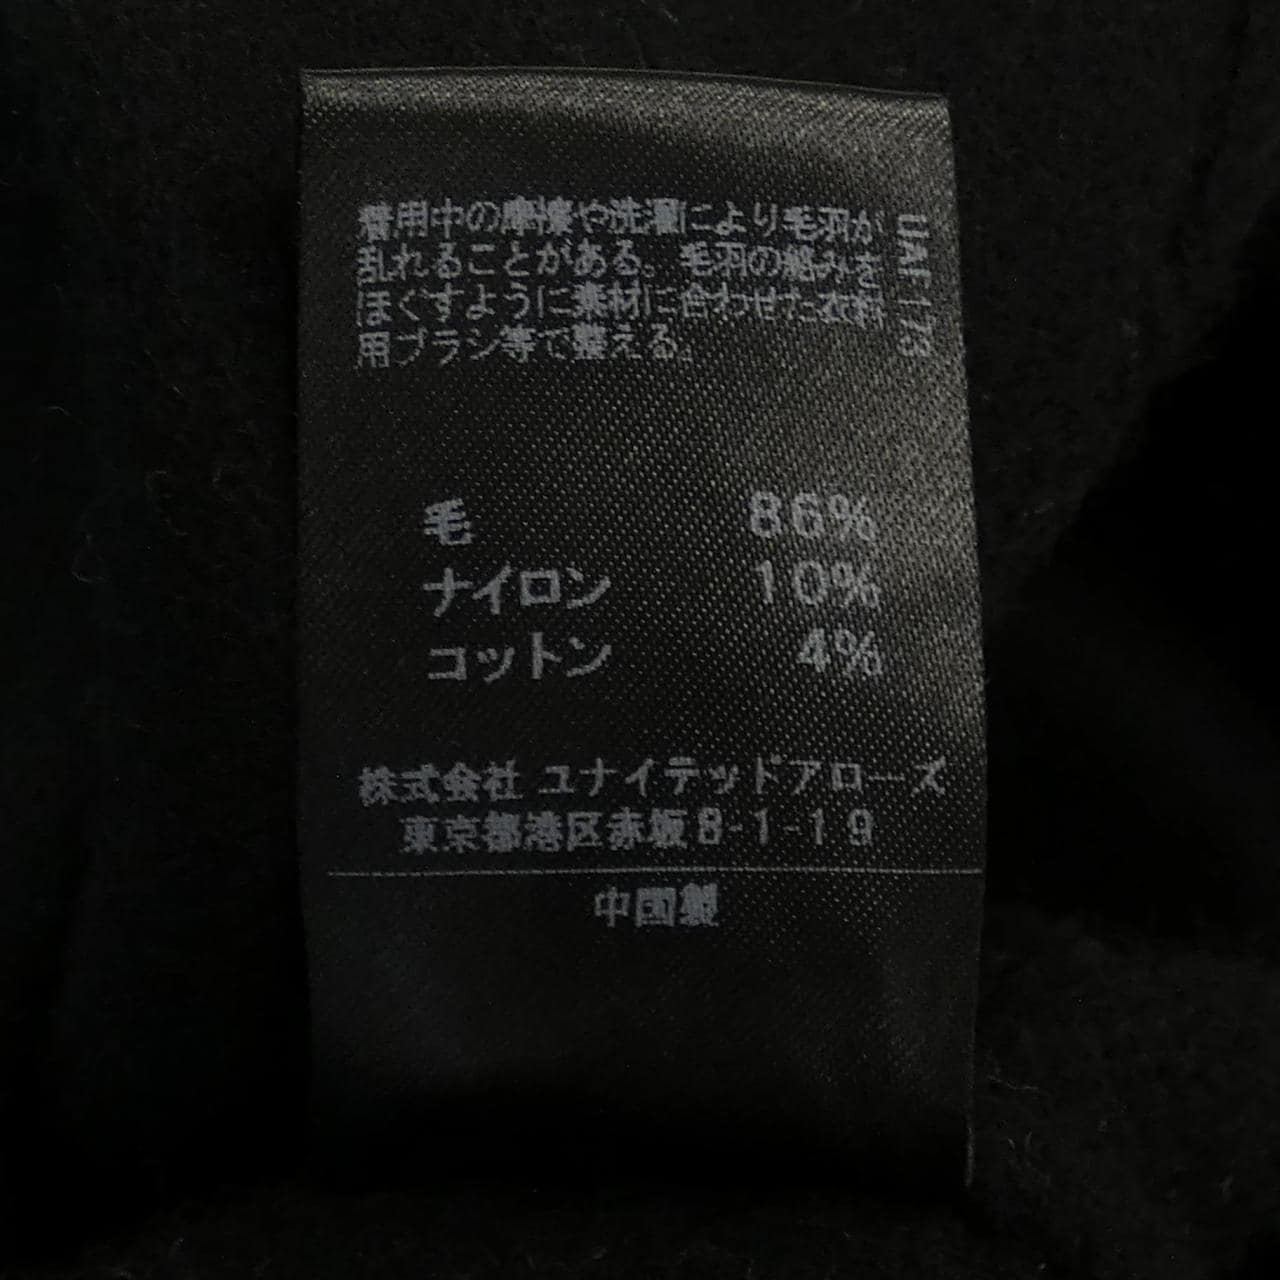 着用中の摩擦や洗濯により毛羽が
乱れることがある。毛羽の絡みを
ほぐすように素材に合わせた衣料
用ブラシ等で整える。
UAF173
毛 86%
ナイロン 10%
コットン 4%
株式会社 ユナイテッドアローズ
東京都港区赤坂8-1-19
中国製